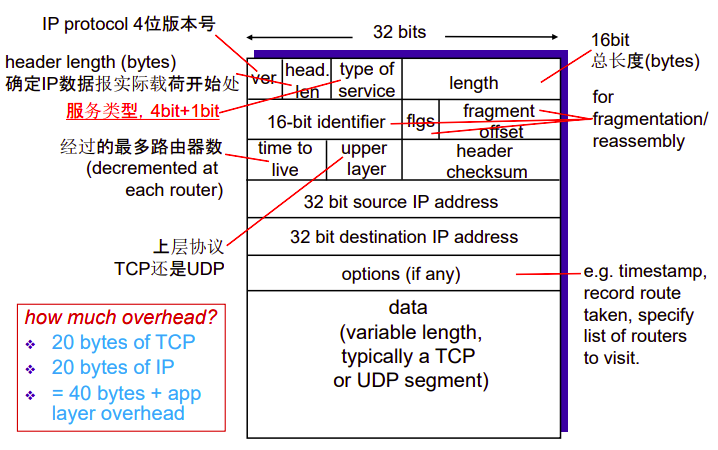 IP protocol 4位版本号
32 bits
header length (bytes)
确定IP数据报实际载荷开始处
服务类型, 4bit+1bit
经过的最多路由器数
(decremented at
each router)
上层协议
TCP还是UDP
ver
head.
len
type of
service
length
16-bit identifier
flgs
fragment
offset
time to
live
upper
layer
header
checksum
32 bit source IP address
32 bit destination IP address
options (if any)
data
(variable length,
typically a TCP
or UDP segment)
16bit
总长度(bytes)
for
fragmentation/
reassembly
e.g. timestamp,
record route
taken, specify
list of routers
to visit.
how much overhead?
❖ 20 bytes of TCP
❖ 20 bytes of IP
❖ = 40 bytes + app
layer overhead